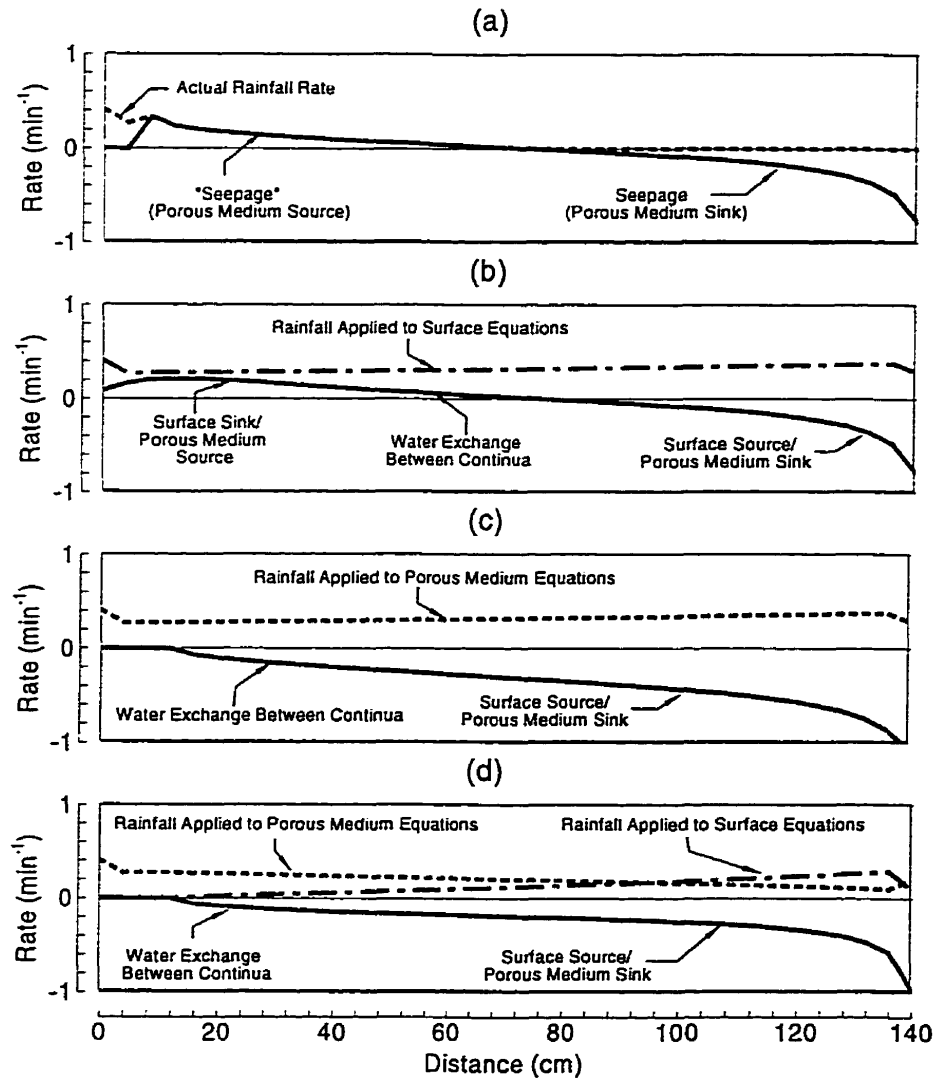 (a)
1
0
-1
Rate (min⁻¹)
Actual Rainfall Rate
"Seepage"
(Porous Medium Source)
Seepage
(Porous Medium Sink)
(b)
1
0
-1
Rate (min⁻¹)
Rainfall Applied to Surface Equations
Surface Sink/
Porous Medium
Source
Water Exchange
Between Continua
Surface Source/
Porous Medium Sink
(c)
1
0
-1
Rate (min⁻¹)
Rainfall Applied to Porous Medium Equations
Water Exchange Between Continua
Surface Source/
Porous Medium Sink
(d)
1
0
-1
Rate (min⁻¹)
Rainfall Applied to Porous Medium Equations
Rainfall Applied to Surface Equations
Water Exchange
Between Continua
Surface Source/
Porous Medium Sink
0 20 40 60 80 100 120 140
Distance (cm)